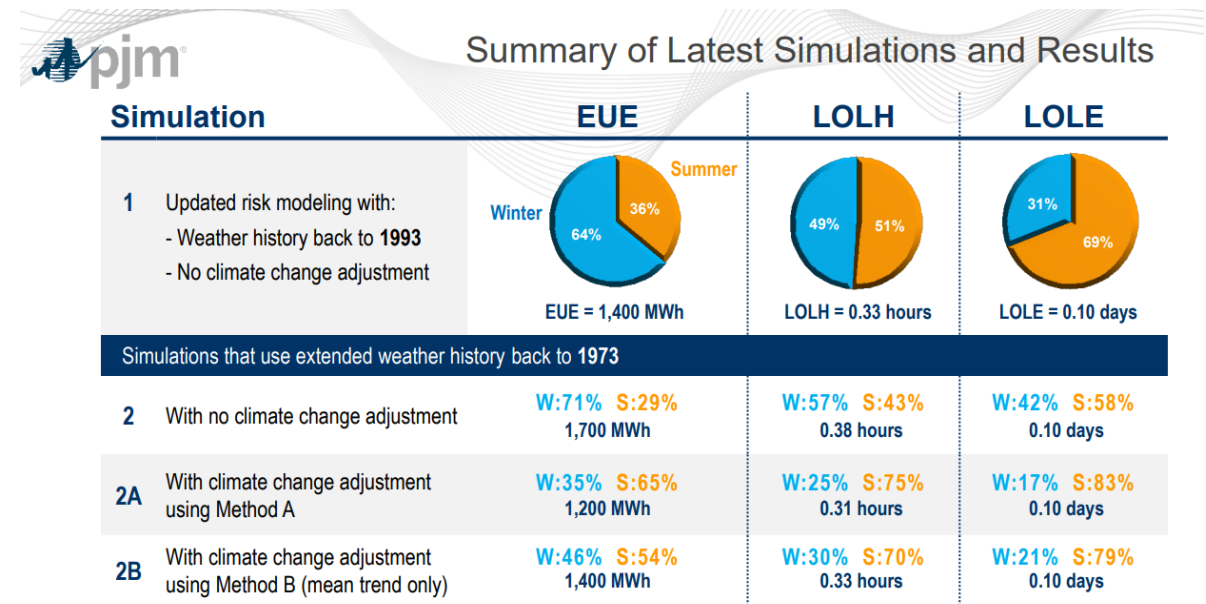 pjm
Summary of Latest Simulations and Results
Simulation EUE LOLH LOLE
1 Updated risk modeling with:
- Weather history back to 1993
- No climate change adjustment
Winter 64% 36% Summer
EUE = 1,400 MWh
49% 51%
LOLH = 0.33 hours
31% 69%
LOLE = 0.10 days
Simulations that use extended weather history back to 1973
2 With no climate change adjustment
W:71% S:29%
1,700 MWh
W:57% S:43%
0.38 hours
W:42% S:58%
0.10 days
2A With climate change adjustment
using Method A
W:35% S:65%
1,200 MWh
W:25% S:75%
0.31 hours
W:17% S:83%
0.10 days
2B With climate change adjustment
using Method B (mean trend only)
W:46% S:54%
1,400 MWh
W:30% S:70%
0.33 hours
W:21% S:79%
0.10 days